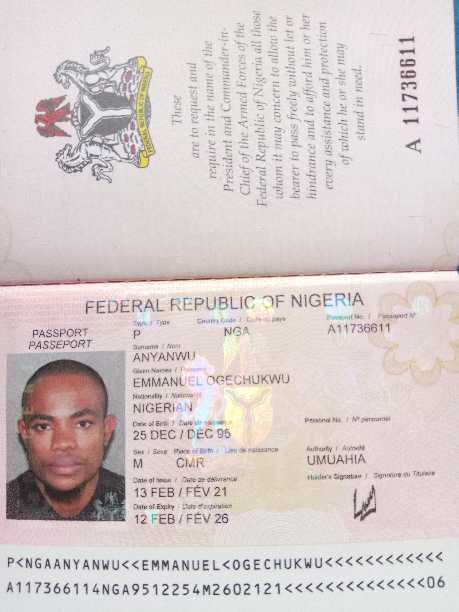 These
are to request and
require in the name of the
President and Commander-in-
Chief of the Armed Forces of the
Federal Republic of Nigeria all those
whom it may concern to allow the
bearer to pass freely without let or
hindrance and to afford him or her
every assistance and protection
of which he or she may
stand in need.
A 11736611
FEDERAL REPUBLIC OF NIGERIA
PASSPORT
PASSEPORT
Type / Type
Country Code / Code du pays
Passport No. / Passeport N°
P
NGA
A11736611
Surname / Nom
ANYANWU
Given Names / Prénoms
EMMANUEL OGECHUKWU
Nationality / Nationalité
NIGERIAN
Date of Birth / Date de naissance
Personal No. / N° personnel
25 DEC / DÉC 95
Sex / Sexe Place of Birth / Lieu de naissance
Authority / Autorité
M CMR
UMUAHIA
Date of Issue / Date de délivrance
Holder's Signature / Signature du Titulaire
13 FEB / FÉV 21
Date of Expiry / Date d'expiration
12 FEB / FÉV 26
P<NGAANYANWU<<EMMANUEL<OGECHUKWU<<<<<<<<<<<<
A117366114NGA9512254M2602121<<<<<<<<<<<<<<06